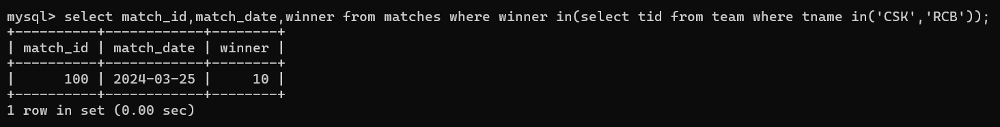 mysql> select match_id,match_date,winner from matches where winner in(select tid from team where tname in('CSK','RCB'));
+----------+------------+--------+
| match_id | match_date | winner |
+----------+------------+--------+
|      100 | 2024-03-25 |     10 |
+----------+------------+--------+
1 row in set (0.00 sec)